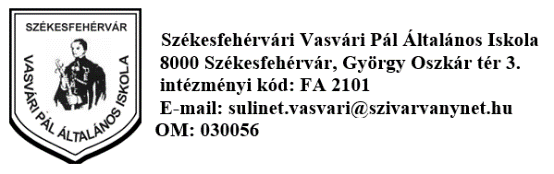 SZÉKESFEHÉRVÁR
VASVÁRI PÁL ÁLTALÁNOS ISKOLA
Székesfehérvári Vasvári Pál Általános Iskola
8000 Székesfehérvár, György Oszkár tér 3.
intézményi kód: FA 2101
E-mail: sulinet.vasvari@szivarvanynet.hu
OM: 030056